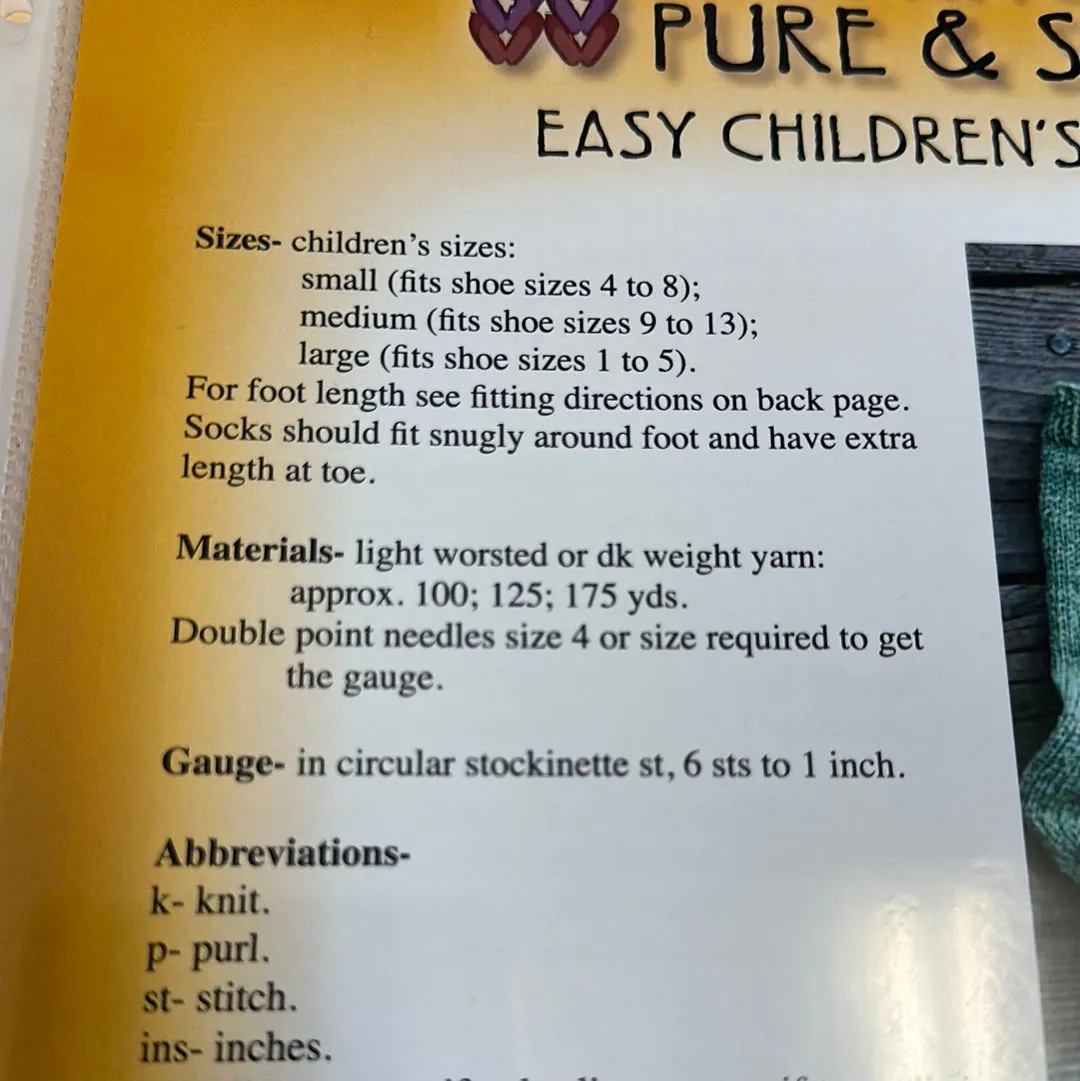 PURE &
EASY CHILDREN'S
Sizes- children's sizes:
small (fits shoe sizes 4 to 8);
medium (fits shoe sizes 9 to 13);
large (fits shoe sizes 1 to 5).
For foot length see fitting directions on back page.
Socks should fit snugly around foot and have extra
length at toe.
Materials- light worsted or dk weight yarn:
approx. 100; 125; 175 yds.
Double point needles size 4 or size required to get
the gauge.
Gauge- in circular stockinette st, 6 sts to 1 inch.
Abbreviations-
k- knit.
p- purl.
st- stitch.
ins- inches.